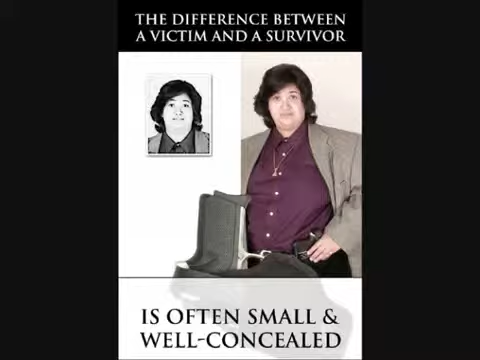 THE DIFFERENCE BETWEEN
A VICTIM AND A SURVIVOR
IS OFTEN SMALL &
WELL-CONCEALED